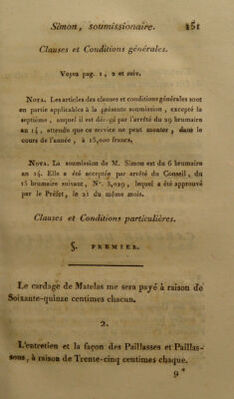 Simon, soumissionaire. 151
Clauses et Conditions générales.
Voyez pag. 1, 2 et suiv.
NOTA. Les articles des clauses et conditions générales sont
en partie applicables à la présente soumission, excepté le
septième, auquel il est dérogé par l'arrêté du 29 brumaire
an 14, attendu que ce service ne peut monter, dans le
cours de l'année, à 15,000 francs.
NOTA. La soumission de M. Simon est du 6 brumaire
an 14. Elle a été acceptée par arrêté du Conseil, du
15 brumaire suivant, N°. 5,029, lequel a été approuvé
par le Préfet, le 21 du même mois.
Clauses et Conditions particulières.
§. PREMIER.
Le cardage de Matelas me sera payé à raison de
Soixante-quinze centimes chacun.
2.
L'entretien et la façon des Paillasses et Paillas-
sons, à raison de Trente-cinq centimes chaque.
9*